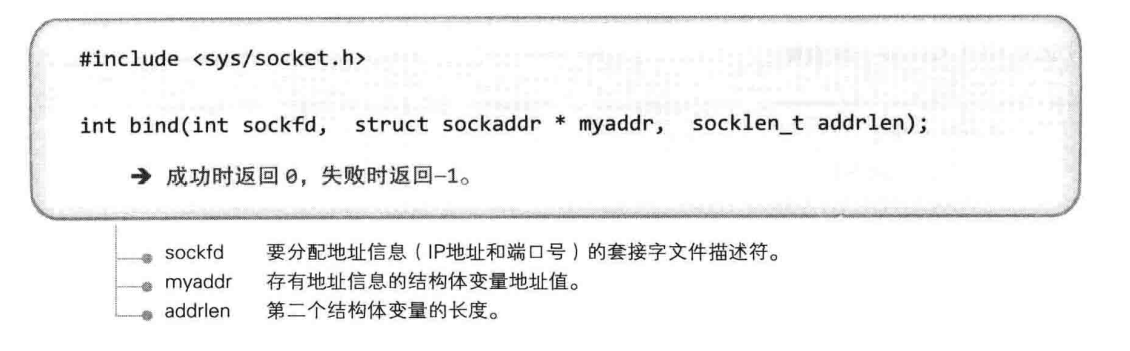 #include <sys/socket.h>
int bind(int sockfd, struct sockaddr * myaddr, socklen_t addrlen);
➔ 成功时返回 0, 失败时返回–1。
sockfd 要分配地址信息（IP地址和端口号）的套接字文件描述符。
myaddr 存有地址信息的结构体变量地址值。
addrlen 第二个结构体变量的长度。